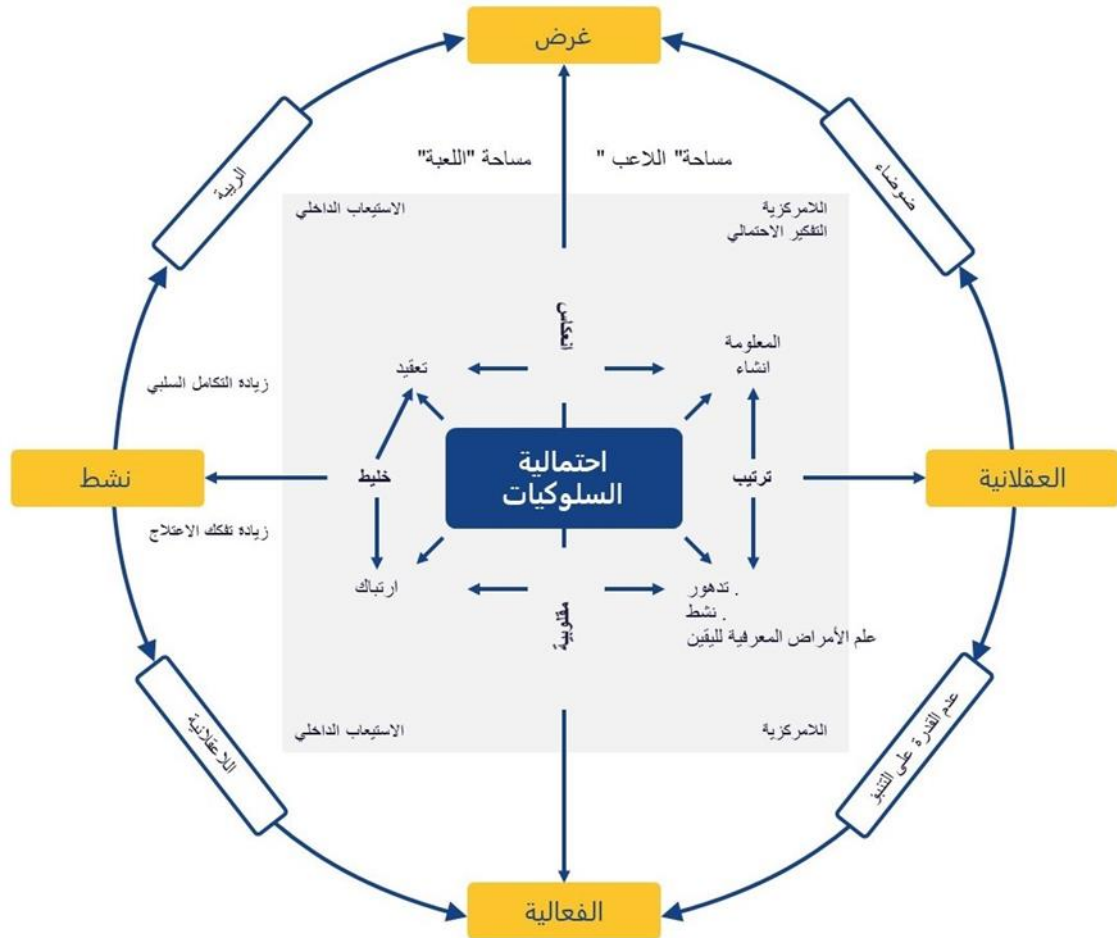 غرض
مساحة" اللاعب "
مساحة "اللعبة"
ضوضاء
الريبة
اللامركزية
التفكير الاحتمالي
الاستيعاب الداخلي
انعكاس
المعلومة
انشاء
تعقيد
زيادة التكامل السلبي
احتمالية
السلوكيات
العقلانية
ترتيب
خليط
نشط
زيادة تفكك الاعتلاج
. تدهور
. نشط
علم الأمراض المعرفية لليقين
ارتباك
مقلوبية
اللامركزية
الاستيعاب الداخلي
عدم القدرة على التنبؤ
اللاعقلانية
الفعالية